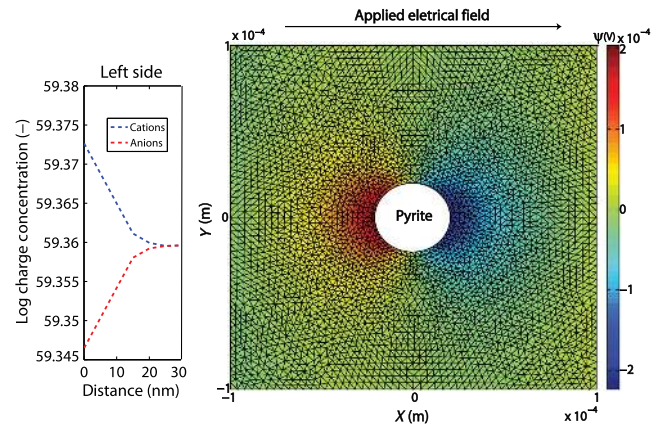 Applied eletrical field
Left side
Log charge concentration (−)
59.38
59.375
59.37
59.365
59.36
59.355
59.35
59.345
Cations
Anions
0 10 20 30
Distance (nm)
x 10⁻⁴
1
0
−1
Y (m)
Pyrite
−1 0 1
X (m)
x 10⁻⁴
ψ(V) x 10⁻⁴
2
1
0
−1
−2